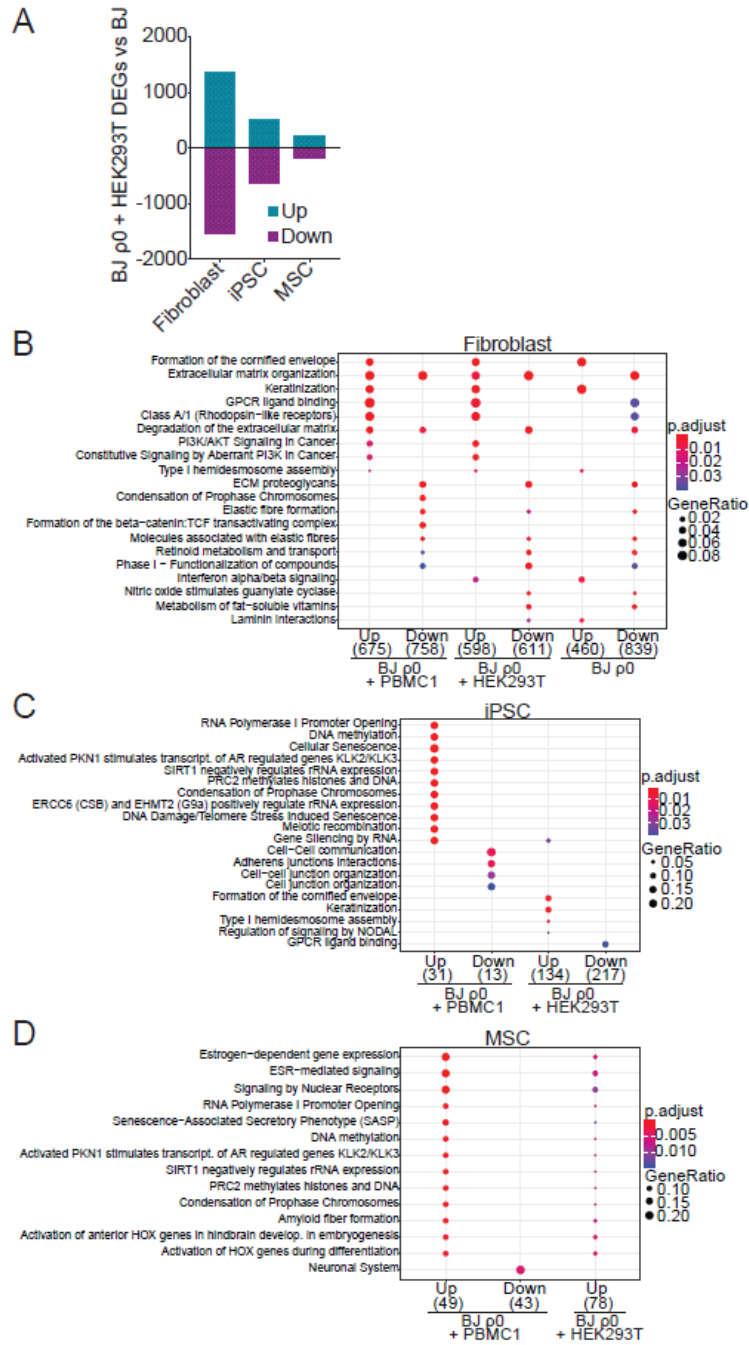 A
BJ ρ0 + HEK293T DEGs vs BJ
2000
1000
0
-1000
-2000
Up
Down
Fibroblast
iPSC
MSC
B
Fibroblast
Formation of the cornified envelope
Extracellular matrix organization
Keratinization
GPCR ligand binding
Class A/1 (Rhodopsin-like receptors)
Degradation of the extracellular matrix
PI3K/AKT Signaling in Cancer
Constitutive Signaling by Aberrant PI3K in Cancer
Type I hemidesmosome assembly
ECM proteoglycans
Condensation of Prophase Chromosomes
Elastic fibre formation
Formation of the beta-catenin:TCF transactivating complex
Molecules associated with elastic fibres
Retinoid metabolism and transport
Phase I - Functionalization of compounds
Interferon alpha/beta signaling
Nitric oxide stimulates guanylate cyclase
Metabolism of fat-soluble vitamins
Laminin interactions
p.adjust
0.01
0.02
0.03
GeneRatio
0.02
0.04
0.06
0.08
Up Down Up Down Up Down
(675) (758) (598) (611) (460) (839)
BJ ρ0 BJ ρ0 BJ ρ0
+ PBMC1 + HEK293T
C
iPSC
RNA Polymerase I Promoter Opening
DNA methylation
Cellular Senescence
Activated PKN1 stimulates transcript. of AR regulated genes KLK2/KLK3
SIRT1 negatively regulates rRNA expression
PRC2 methylates histones and DNA
Condensation of Prophase Chromosomes
ERCC6 (CSB) and EHMT2 (G9a) positively regulate rRNA expression
DNA Damage/Telomere Stress Induced Senescence
Meiotic recombination
Gene Silencing by RNA
Cell-Cell communication
Adherens junctions interactions
Cell-cell junction organization
Cell junction organization
Formation of the cornified envelope
Keratinization
Type I hemidesmosome assembly
Regulation of signaling by NODAL
GPCR ligand binding
p.adjust
0.01
0.02
0.03
GeneRatio
0.05
0.10
0.15
0.20
Up Down Up Down
(31) (13) (134) (217)
BJ ρ0 BJ ρ0
+ PBMC1 + HEK293T
D
MSC
Estrogen-dependent gene expression
ESR-mediated signaling
Signaling by Nuclear Receptors
RNA Polymerase I Promoter Opening
Senescence-Associated Secretory Phenotype (SASP)
DNA methylation
Activated PKN1 stimulates transcript. of AR regulated genes KLK2/KLK3
SIRT1 negatively regulates rRNA expression
PRC2 methylates histones and DNA
Condensation of Prophase Chromosomes
Amyloid fiber formation
Activation of anterior HOX genes in hindbrain develop. in embryogenesis
Activation of HOX genes during differentiation
Neuronal System
p.adjust
0.005
0.010
GeneRatio
0.10
0.15
0.20
Up Down Up
(49) (43) (78)
BJ ρ0 BJ ρ0
+ PBMC1 + HEK293T